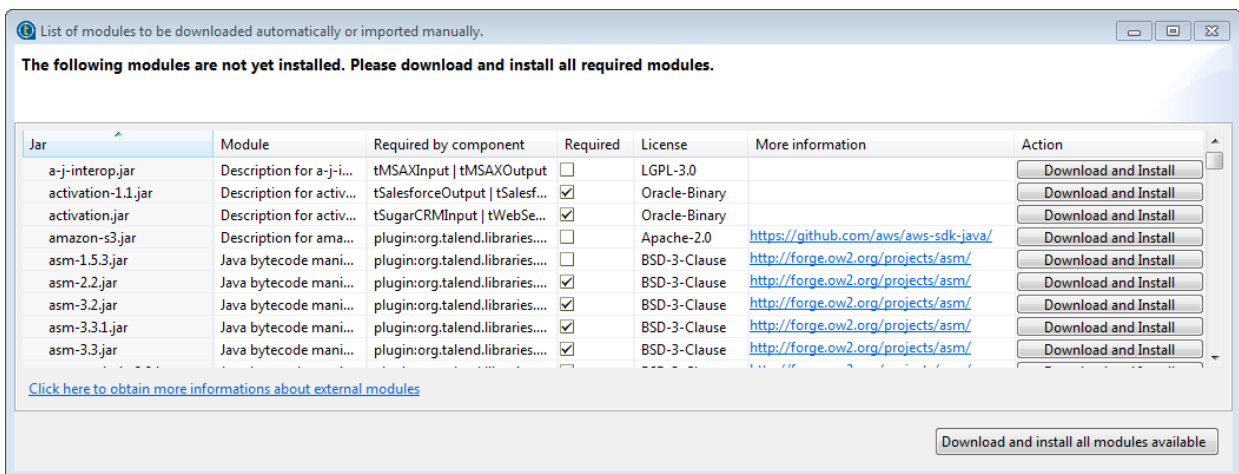 List of modules to be downloaded automatically or imported manually.
The following modules are not yet installed. Please download and install all required modules.
Jar Module Required by component Required License More information Action
a-j-interop.jar Description for a-j-i... tMSAXInput | tMSAXOutput LGPL-3.0 Download and Install
activation-1.1.jar Description for activ... tSalesforceOutput | tSalesf... Oracle-Binary Download and Install
activation.jar Description for activ... tSugarCRMInput | tWebSe... Oracle-Binary Download and Install
amazon-s3.jar Description for ama... plugin:org.talend.libraries.... Apache-2.0 https://github.com/aws/aws-sdk-java/ Download and Install
asm-1.5.3.jar Java bytecode mani... plugin:org.talend.libraries.... BSD-3-Clause http://forge.ow2.org/projects/asm/ Download and Install
asm-2.2.jar Java bytecode mani... plugin:org.talend.libraries.... BSD-3-Clause http://forge.ow2.org/projects/asm/ Download and Install
asm-3.2.jar Java bytecode mani... plugin:org.talend.libraries.... BSD-3-Clause http://forge.ow2.org/projects/asm/ Download and Install
asm-3.3.1.jar Java bytecode mani... plugin:org.talend.libraries.... BSD-3-Clause http://forge.ow2.org/projects/asm/ Download and Install
asm-3.3.jar Java bytecode mani... plugin:org.talend.libraries.... BSD-3-Clause http://forge.ow2.org/projects/asm/ Download and Install
Click here to obtain more informations about external modules
Download and install all modules available